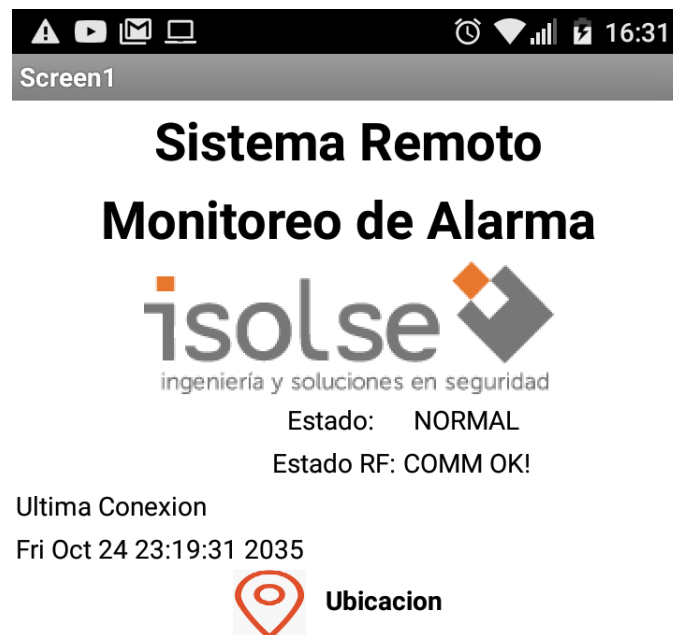 16:31
Screen1
Sistema Remoto
Monitoreo de Alarma
isolse
ingeniería y soluciones en seguridad
Estado: NORMAL
Estado RF: COMM OK!
Ultima Conexion
Fri Oct 24 23:19:31 2035
Ubicacion